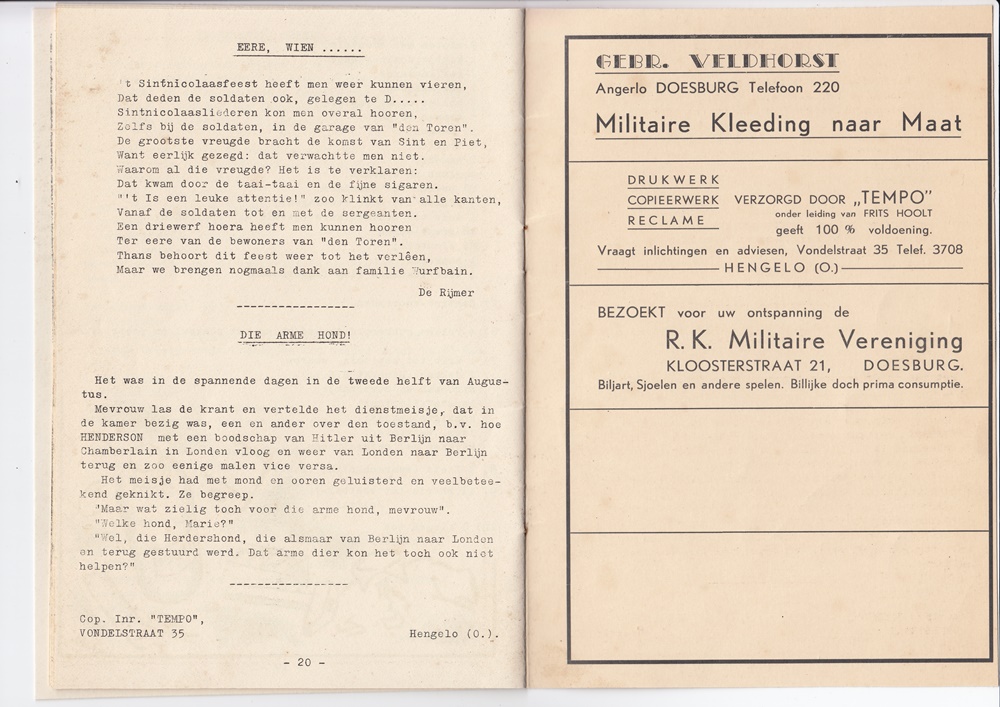 EERE, WIEN ......
't Sintnicolaasfeest heeft men weer kunnen vieren,
Dat deden de soldaten ook, gelegen te D.....
Sintnicolaasliederen kon men overal hooren,
Zelfs bij de soldaten, in de garage van "den Toren".
De grootste vreugde bracht de komst van Sint en Piet,
Want eerlijk gezegd: dat verwachtte men niet.
Waarom al die vreugde? Het is te verklaren:
Dat kwam door de taai-taai en de fijne sigaren.
"'t Is een leuke attentie!" zoo klinkt van alle kanten,
Vanaf de soldaten tot en met de sergeanten.
Een driewerf hoera heeft men kunnen hooren
Ter eere van de bewoners van "den Toren".
Thans behoort dit feest weer tot het verlêen,
Maar we brengen nogmaals dank aan familie Wurfbain.
De Rijmer
-----------------
DIE ARME HOND!
Het was in de spannende dagen in de tweede helft van Augus-
tus.
Mevrouw las de krant en vertelde het dienstmeisje, dat in
de kamer bezig was, een en ander over den toestand, b.v. hoe
HENDERSON met een boodschap van Hitler uit Berlijn naar
Chamberlain in Londen vloog en weer van Londen naar Berlijn
terug en zoo eenige malen vice versa.
Het meisje had met mond en ooren geluisterd en veelbetee-
kend geknikt. Ze begreep.
"Maar wat zielig toch voor die arme hond, mevrouw".
"Welke hond, Marie?"
"Wel, die Herdershond, die alsmaar van Berlijn naar Londen
en terug gestuurd werd. Dat arme dier kon het toch ook niet
helpen?"
-----------------
Cop. Inr. "TEMPO",
VONDELSTRAAT 35 Hengelo (O.).
- 20 -
GEBR. VELDHORST
Angerlo DOESBURG Telefoon 220
Militaire Kleeding naar Maat
DRUKWERK
COPIEERWERK VERZORGD DOOR „TEMPO"
RECLAME onder leiding van FRITS HOOLT
geeft 100 % voldoening.
Vraagt inlichtingen en adviesen, Vondelstraat 35 Telef. 3708
HENGELO (O.)
BEZOEKT voor uw ontspanning de
R. K. Militaire Vereniging
KLOOSTERSTRAAT 21, DOESBURG.
Biljart, Sjoelen en andere spelen. Billijke doch prima consumptie.